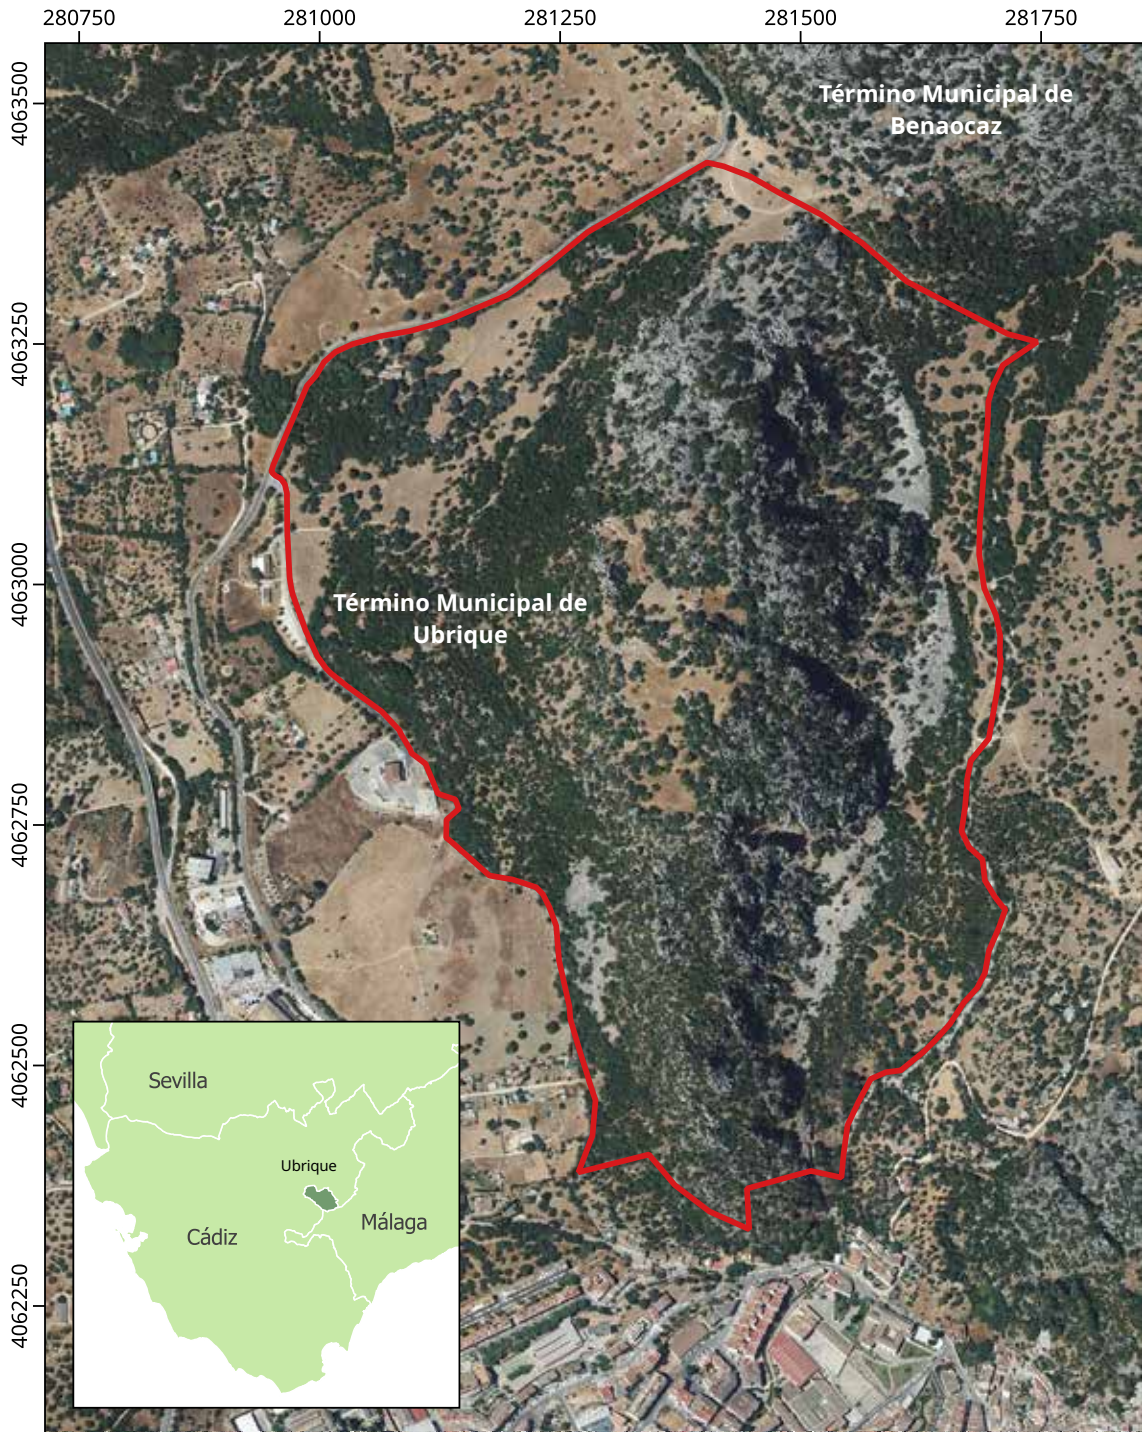 280750
281000
281250
281500
281750
4063500
4063250
4063000
4062750
4062500
4062250
Término Municipal de
Benaocaz
Término Municipal de
Ubrique
Sevilla
Ubrique
Málaga
Cádiz